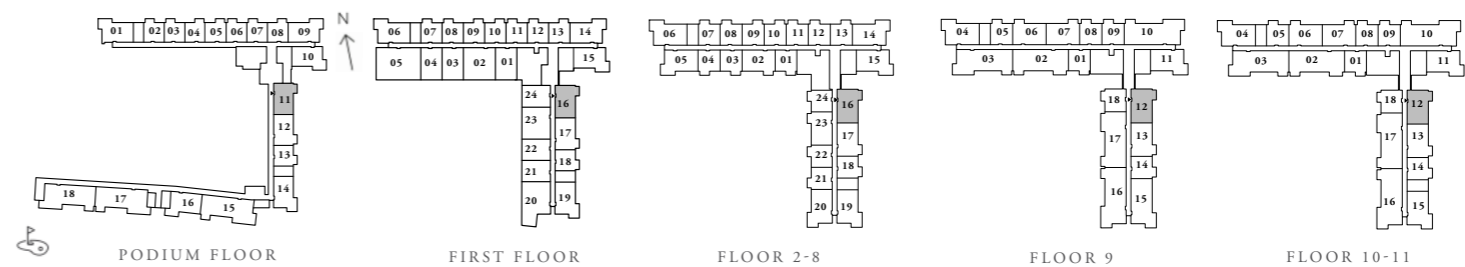 01 02 03 04 05 06 07 08 09
10
11
12
13
14
18 17 16 15
PODIUM FLOOR
N
06 07 08 09 10 11 12 13 14
05 04 03 02 01 15
24 16
23 17
22 18
21
20 19
FIRST FLOOR
06 07 08 09 10 11 12 13 14
05 04 03 02 01 15
24 16
23 17
22 18
21
20 19
FLOOR 2-8
04 05 06 07 08 09 10
03 02 01 11
18 12
17 13
14
16 15
FLOOR 9
04 05 06 07 08 09 10
03 02 01 11
18 12
17 13
14
16 15
FLOOR 10-11